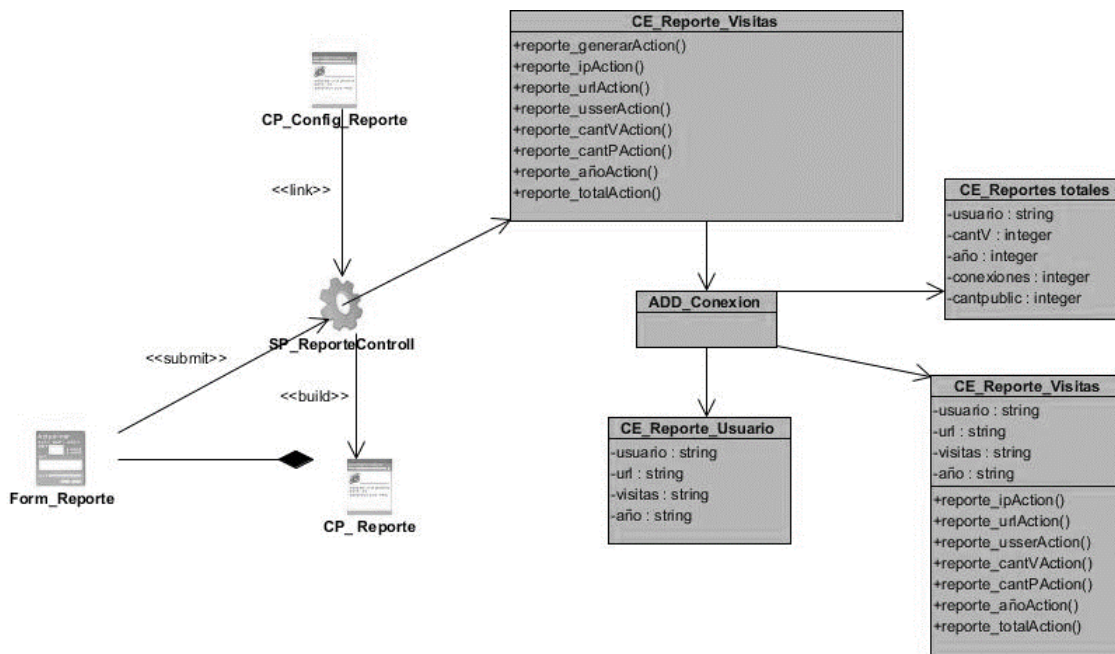 CE_Reporte_Visitas
+reporte_generarAction()
+reporte_ipAction()
+reporte_urlAction()
+reporte_usserAction()
+reporte_cantVAction()
+reporte_cantPAction()
+reporte_añoAction()
+reporte_totalAction()
CP_Config_Reporte
<<link>>
CE_Reportes totales
-usuario : string
-cantV : integer
-año : integer
-conexiones : integer
-cantpublic : integer
ADD_Conexion
SP_ReporteControll
<<submit>>
<<build>>
CE_Reporte_Visitas
-usuario : string
-url : string
-visitas : string
-año : string
+reporte_ipAction()
+reporte_urlAction()
+reporte_usserAction()
+reporte_cantVAction()
+reporte_cantPAction()
+reporte_añoAction()
+reporte_totalAction()
CE_Reporte_Usuario
-usuario : string
-url : string
-visitas : string
-año : string
Form_Reporte
CP_ Reporte